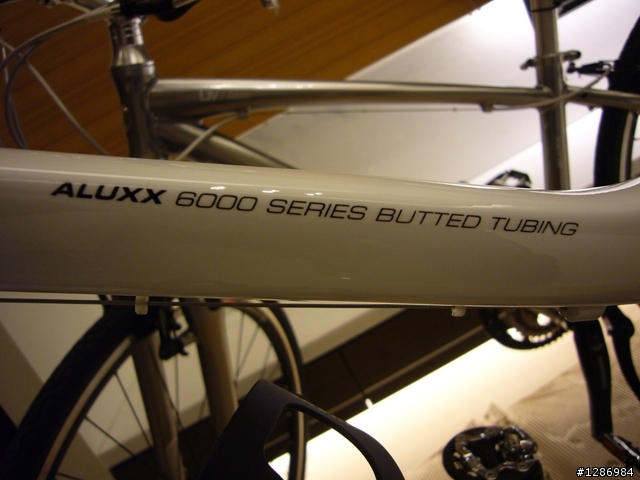 ALUXX 6000 SERIES BUTTED TUBING
#1286984